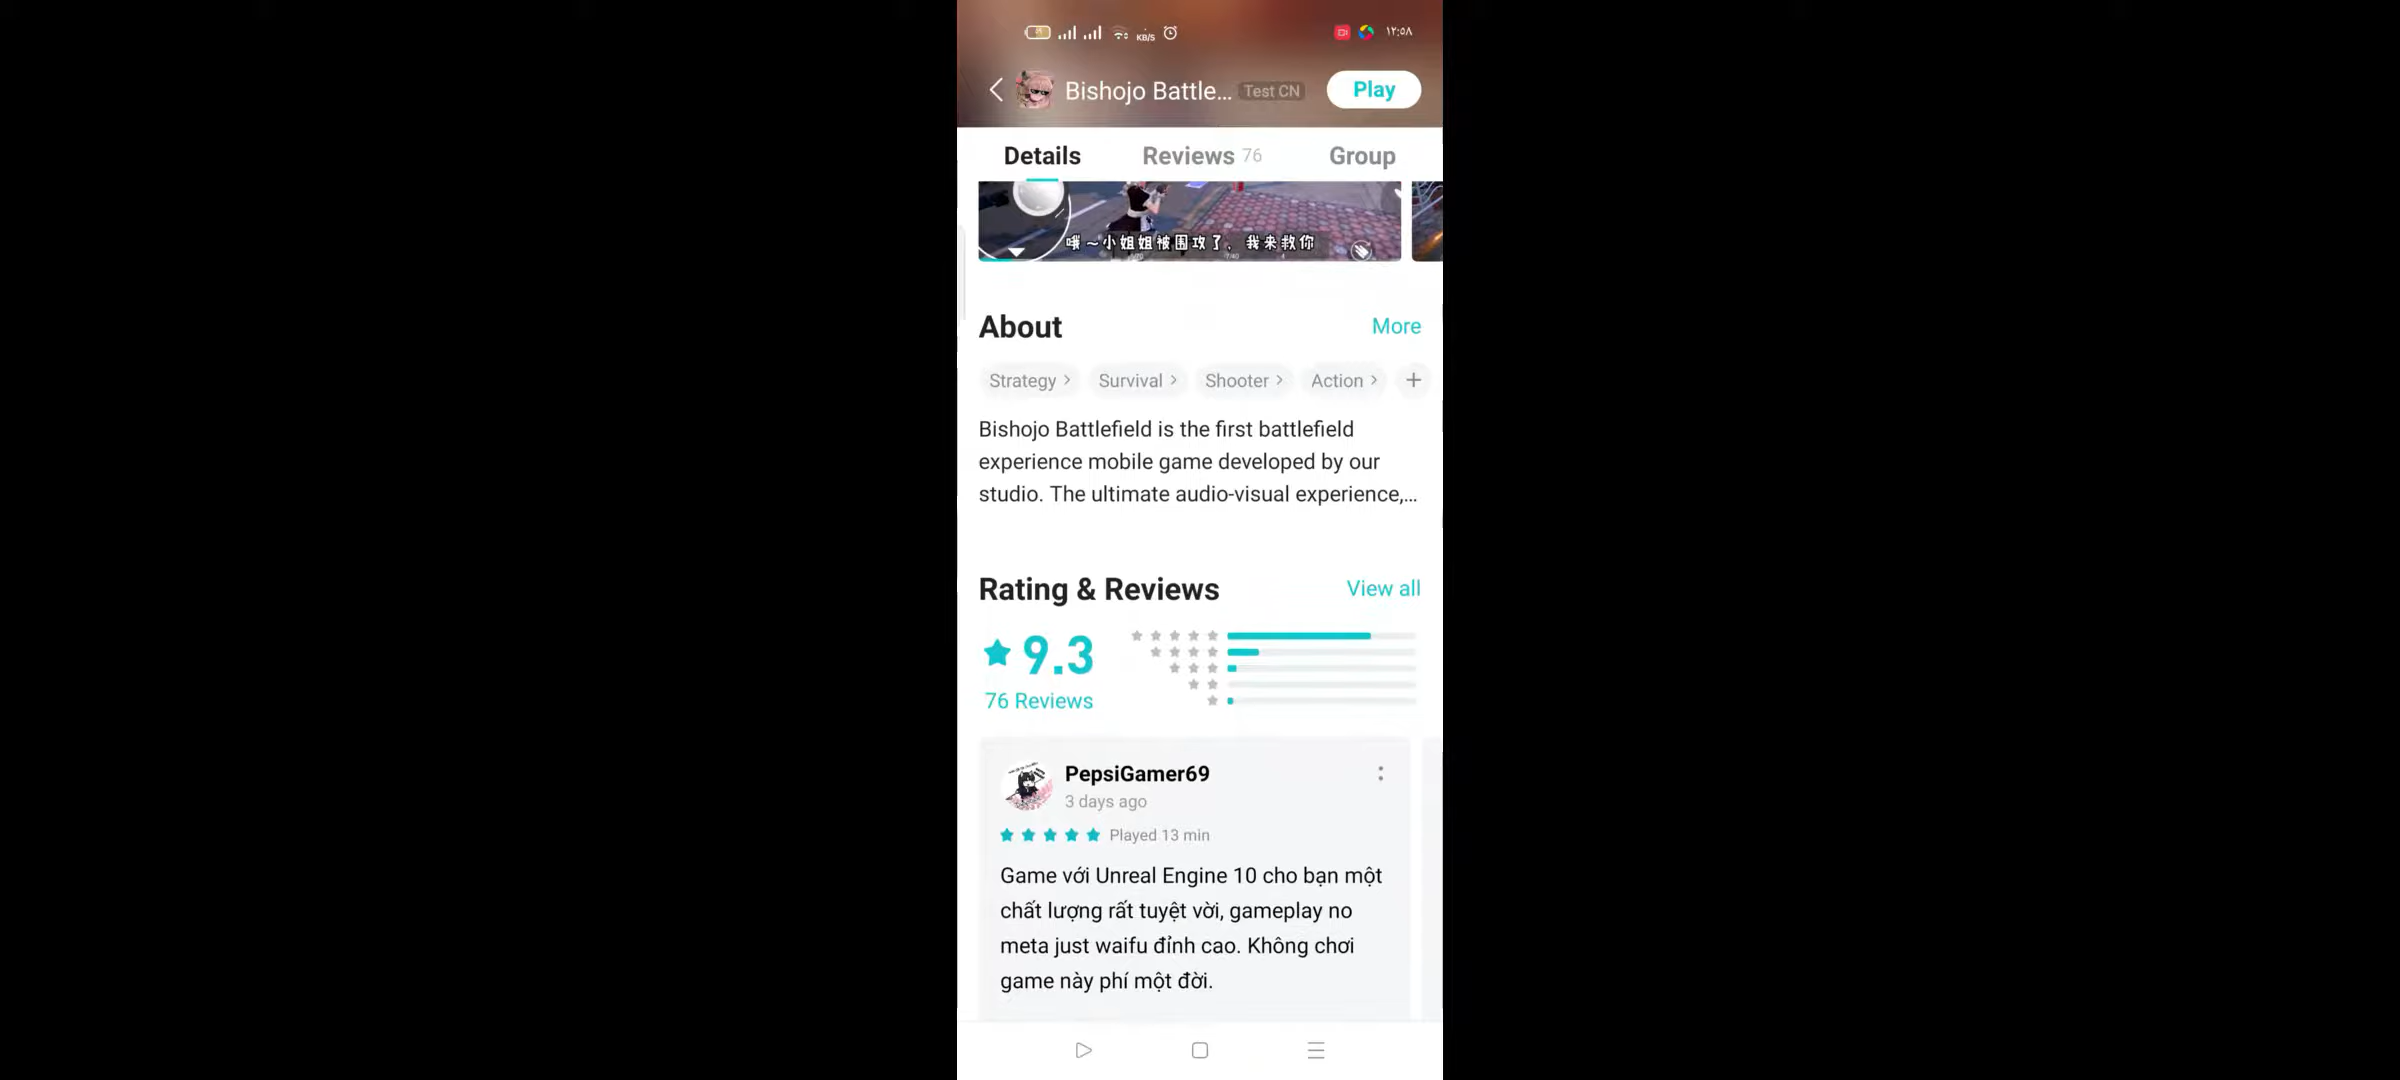 KB/S ١٢:٥٨
Bishojo Battle... Test CN Play
Details Reviews 76 Group
哦~小姐姐被围攻了，我来救你
About More
Strategy > Survival > Shooter > Action > +
Bishojo Battlefield is the first battlefield
experience mobile game developed by our
studio. The ultimate audio-visual experience,...
Rating & Reviews View all
9.3
76 Reviews
PepsiGamer69
3 days ago
Played 13 min
Game với Unreal Engine 10 cho bạn một
chất lượng rất tuyệt vời, gameplay no
meta just waifu đỉnh cao. Không chơi
game này phí một đời.